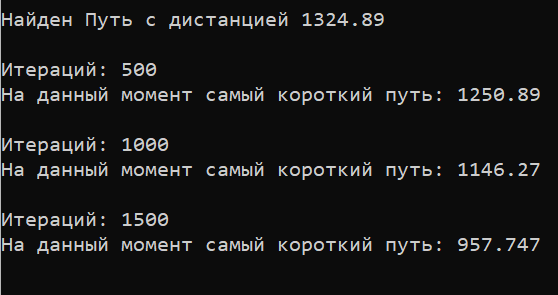 Найден Путь с дистанцией 1324.89
Итераций: 500
На данный момент самый короткий путь: 1250.89
Итераций: 1000
На данный момент самый короткий путь: 1146.27
Итераций: 1500
На данный момент самый короткий путь: 957.747